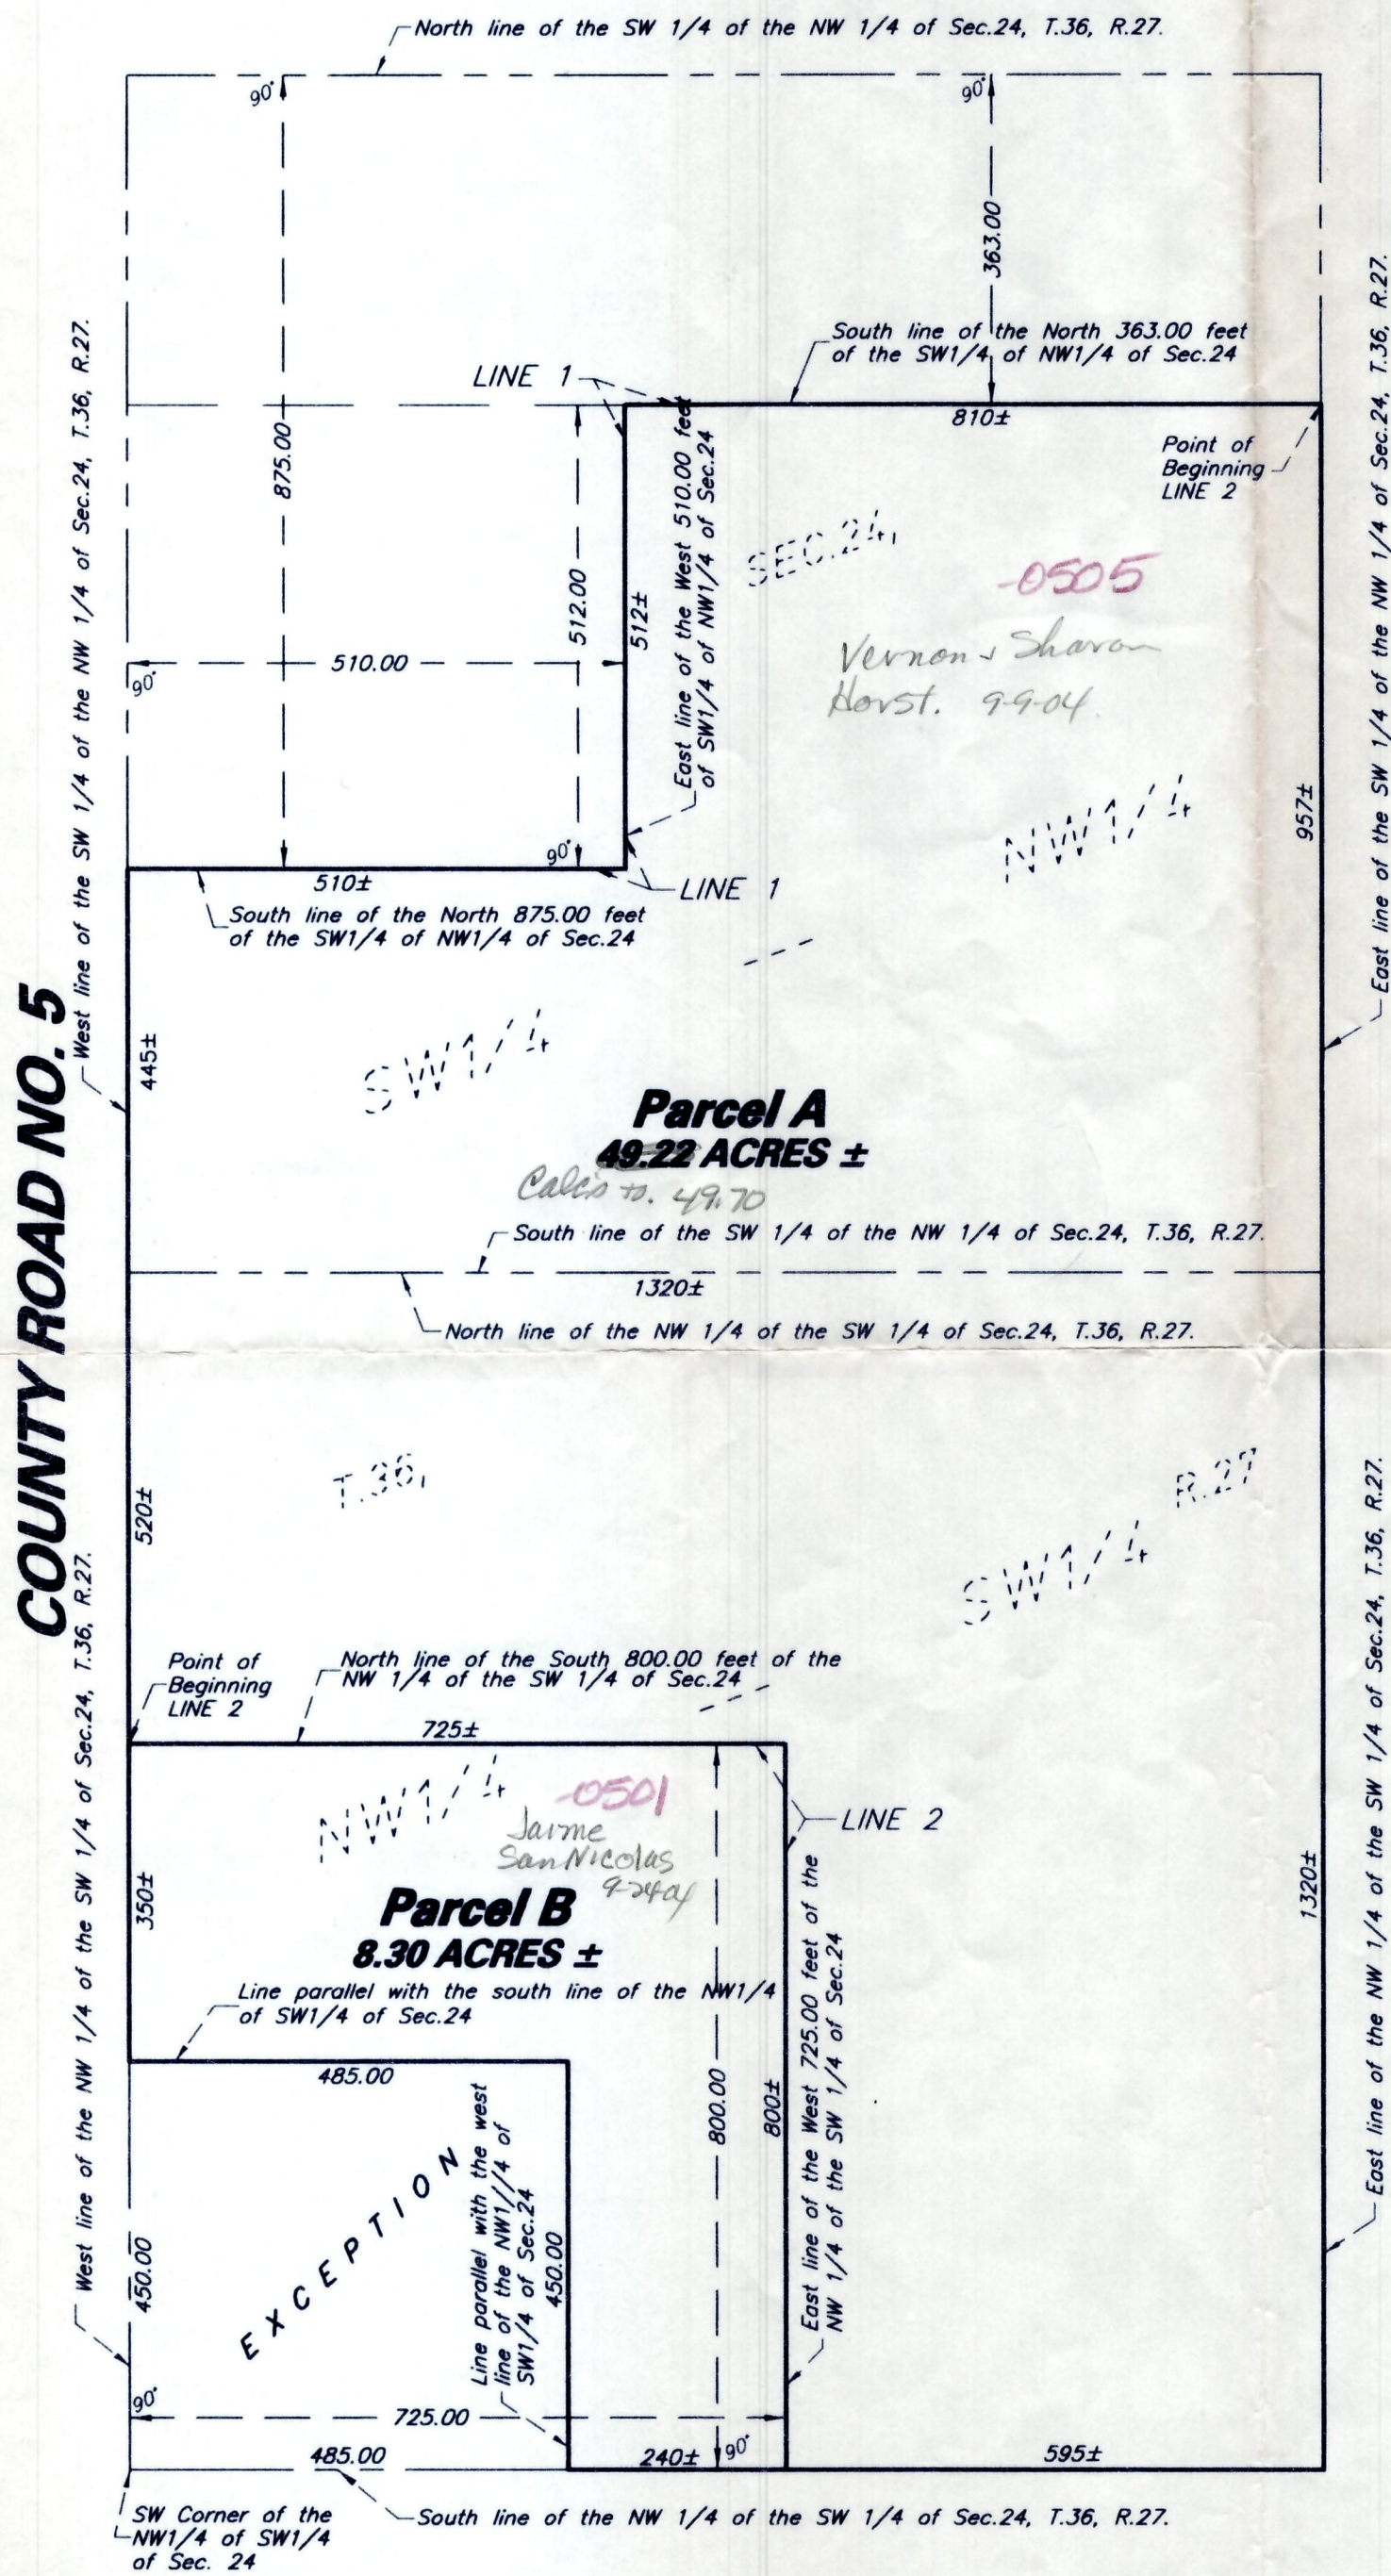 North line of the SW 1/4 of the NW 1/4 of Sec.24, T.36, R.27.
90°
90°
363.00
South line of the North 363.00 feet
of the SW1/4 of NW1/4 of Sec.24
LINE 1
810±
Point of
Beginning
LINE 2
875.00
West line of the SW 1/4 of the NW 1/4 of Sec.24, T.36, R.27.
East line of the SW 1/4 of the NW 1/4 of Sec.24, T.36, R.27.
512.00
512±
East line of the West 510.00 feet
of SW1/4 of NW1/4 of Sec.24
SEC.24,
-0505
Vernon & Sharon
Horst. 9-9-04
510.00
90°
957±
NW1/4
90°
510±
LINE 1
South line of the North 875.00 feet
of the SW1/4 of NW1/4 of Sec.24
COUNTY ROAD NO. 5
445±
SW1/4
Parcel A
49.22 ACRES ±
Calc's to. 49.70
South line of the SW 1/4 of the NW 1/4 of Sec.24, T.36, R.27.
1320±
North line of the NW 1/4 of the SW 1/4 of Sec.24, T.36, R.27.
T.36,
R.27
520±
SW1/4
Point of
Beginning
LINE 2
North line of the South 800.00 feet of the
NW 1/4 of the SW 1/4 of Sec.24
725±
NW1/4
-0501
Jaime
San Nicolas
9-24-04
LINE 2
350±
Parcel B
8.30 ACRES ±
1320±
Line parallel with the south line of the NW1/4
of SW1/4 of Sec.24
485.00
West line of the NW 1/4 of the SW 1/4 of Sec.24, T.36, R.27.
East line of the NW 1/4 of the SW 1/4 of Sec.24, T.36, R.27.
800.00
800±
East line of the West 725.00 feet of the
NW 1/4 of the SW 1/4 of Sec.24
EXCEPTION
Line parallel with the west
line of the NW1//4 of
SW1/4 of Sec.24
450.00
450.00
90°
725.00
485.00
240±
90°
595±
SW Corner of the
NW1/4 of SW1/4
of Sec. 24
South line of the NW 1/4 of the SW 1/4 of Sec.24, T.36, R.27.